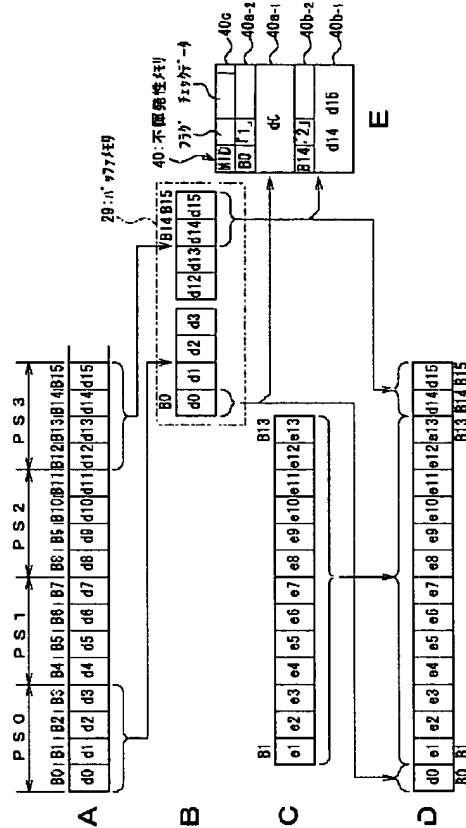 PS0 PS1 PS2 PS3
B0 B1 B2 B3 B4 B5 B6 B7 B8 B9 B10 B11 B12 B13 B14 B15
A d0 d1 d2 d3 d4 d5 d6 d7 d8 d9 d10 d11 d12 d13 d14 d15
29:バッファメモリ
B0 B14 B15
B d0 d1 d2 d3 d12 d13 d14 d15
B1 B13
C e1 e2 e3 e4 e5 e6 e7 e8 e9 e10 e11 e12 e13
D d0 e1 e2 e3 e4 e5 e6 e7 e8 e9 e10 e11 e12 e13 d14 d15
B0 B1 B13 B14 B15
40:不揮発性メモリ
フラグ チェックデータ
MID 40c
B0 「1」 40a-2
d0 40a-1
B14 「2」 40b-2
d14 d15 40b-1
E